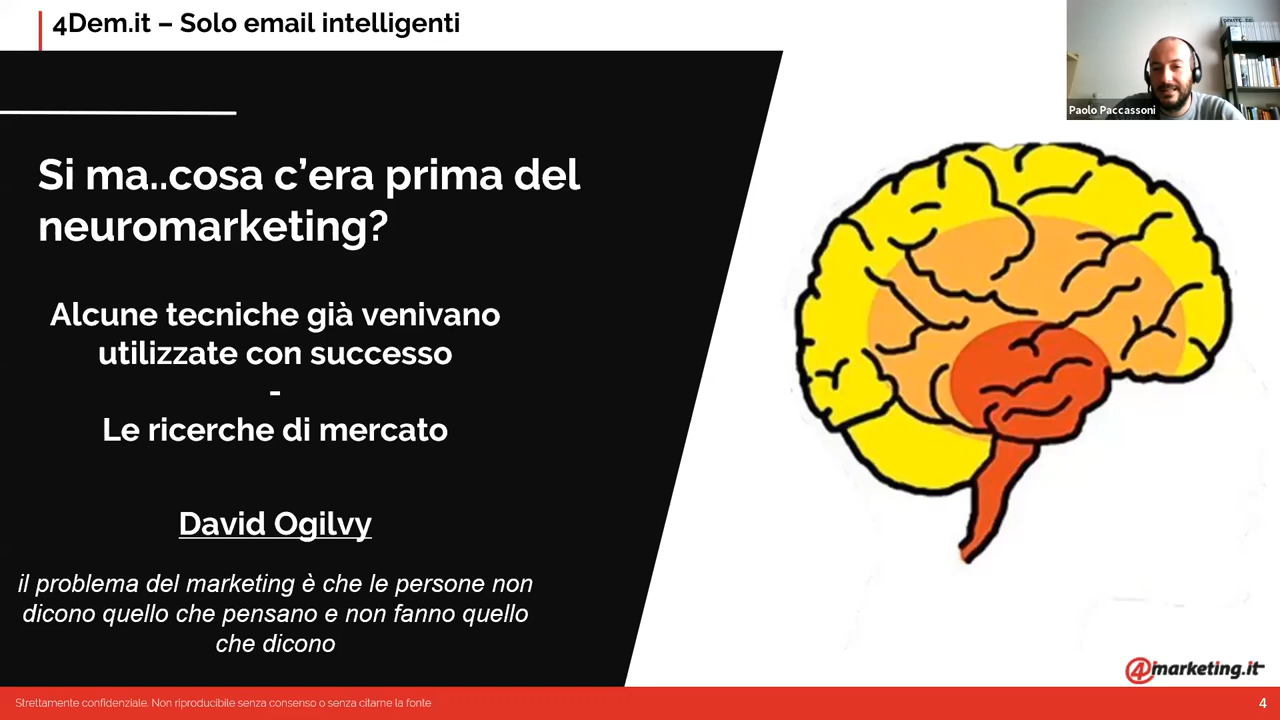 4Dem.it – Solo email intelligenti
Paolo Paccassoni
Si ma..cosa c’era prima del
neuromarketing?
Alcune tecniche già venivano
utilizzate con successo
-
Le ricerche di mercato
David Ogilvy
il problema del marketing è che le persone non
dicono quello che pensano e non fanno quello
che dicono
4marketing.it
Strettamente confidenziale. Non riproducibile senza consenso o senza citarne la fonte
4